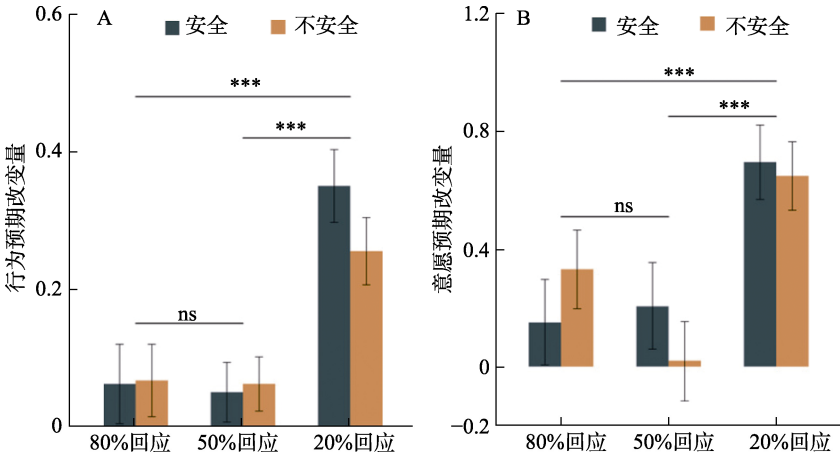 A
安全
不安全
0.6
0.4
0.2
0
行为预期改变量
***
***
ns
80%回应
50%回应
20%回应
B
安全
不安全
1.2
0.8
0.4
0
−0.2
意愿预期改变量
***
***
ns
80%回应
50%回应
20%回应